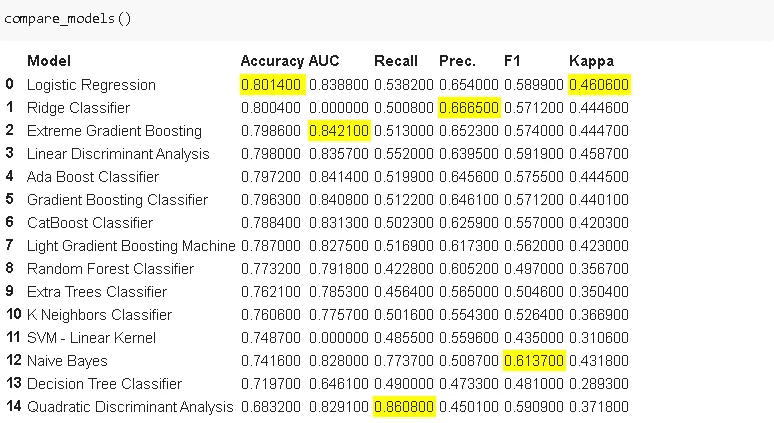 compare_models()
Model Accuracy AUC Recall Prec. F1 Kappa
0 Logistic Regression 0.801400 0.838800 0.538200 0.654000 0.589900 0.460600
1 Ridge Classifier 0.800400 0.000000 0.500800 0.666500 0.571200 0.444600
2 Extreme Gradient Boosting 0.798600 0.842100 0.513000 0.652300 0.574000 0.444700
3 Linear Discriminant Analysis 0.798000 0.835700 0.552000 0.639500 0.591900 0.458700
4 Ada Boost Classifier 0.797200 0.841400 0.519900 0.645600 0.575500 0.444500
5 Gradient Boosting Classifier 0.796300 0.840800 0.512200 0.646100 0.571200 0.440100
6 CatBoost Classifier 0.788400 0.831300 0.502300 0.625900 0.557000 0.420300
7 Light Gradient Boosting Machine 0.787000 0.827500 0.516900 0.617300 0.562000 0.423000
8 Random Forest Classifier 0.773200 0.791800 0.422800 0.605200 0.497000 0.356700
9 Extra Trees Classifier 0.762100 0.785300 0.456400 0.565000 0.504600 0.350400
10 K Neighbors Classifier 0.760600 0.775700 0.501600 0.554300 0.526400 0.366900
11 SVM - Linear Kernel 0.748700 0.000000 0.485500 0.559600 0.435000 0.310600
12 Naive Bayes 0.741600 0.828000 0.773700 0.508700 0.613700 0.431800
13 Decision Tree Classifier 0.719700 0.646100 0.490000 0.473300 0.481000 0.289300
14 Quadratic Discriminant Analysis 0.683200 0.829100 0.860800 0.450100 0.590900 0.371800